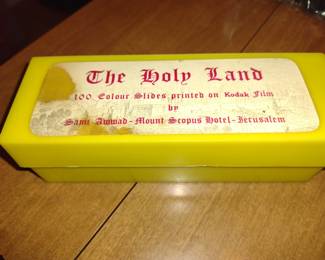 The Holy Land
100 Colour Slides printed on Kodak Film
by
Sami Awwad-Mount Scopus Hotel-Jerusalem